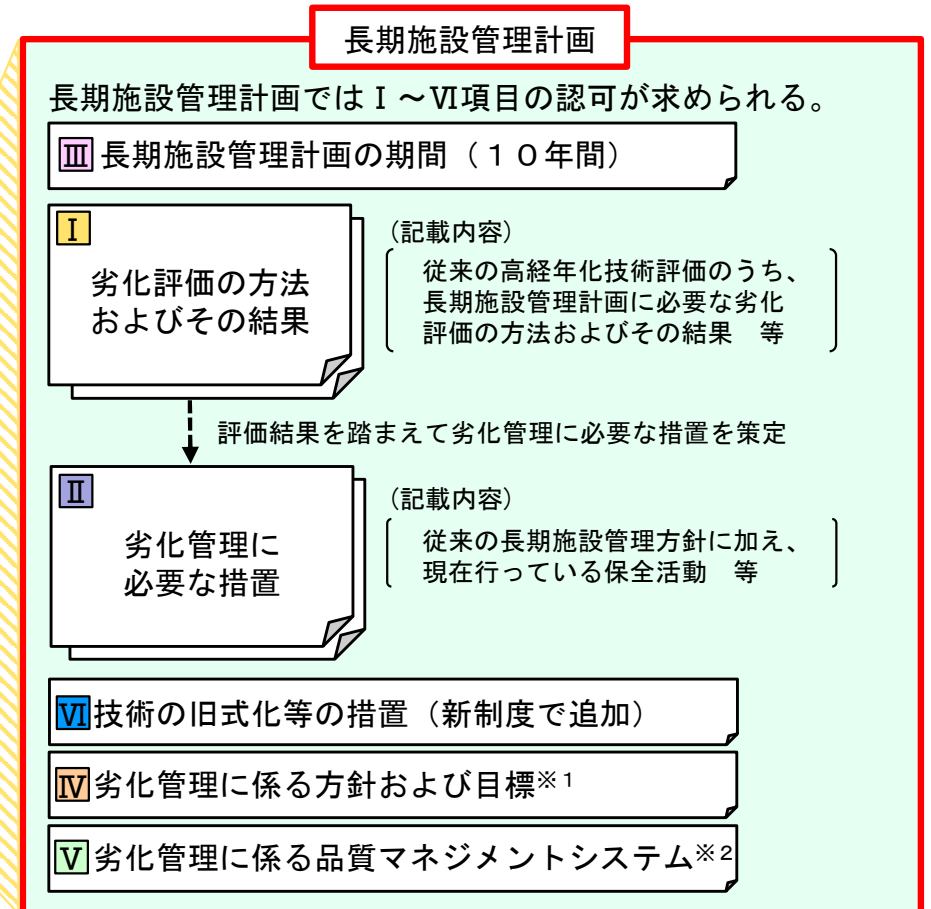 長期施設管理計画
長期施設管理計画ではⅠ～Ⅵ項目の認可が求められる。
Ⅲ 長期施設管理計画の期間（１０年間）
Ⅰ
劣化評価の方法
およびその結果
（記載内容）
従来の高経年化技術評価のうち、
長期施設管理計画に必要な劣化
評価の方法およびその結果　等
評価結果を踏まえて劣化管理に必要な措置を策定
Ⅱ
劣化管理に
必要な措置
（記載内容）
従来の長期施設管理方針に加え、
現在行っている保全活動　等
Ⅵ 技術の旧式化等の措置（新制度で追加）
Ⅳ 劣化管理に係る方針および目標※１
Ⅴ 劣化管理に係る品質マネジメントシステム※２